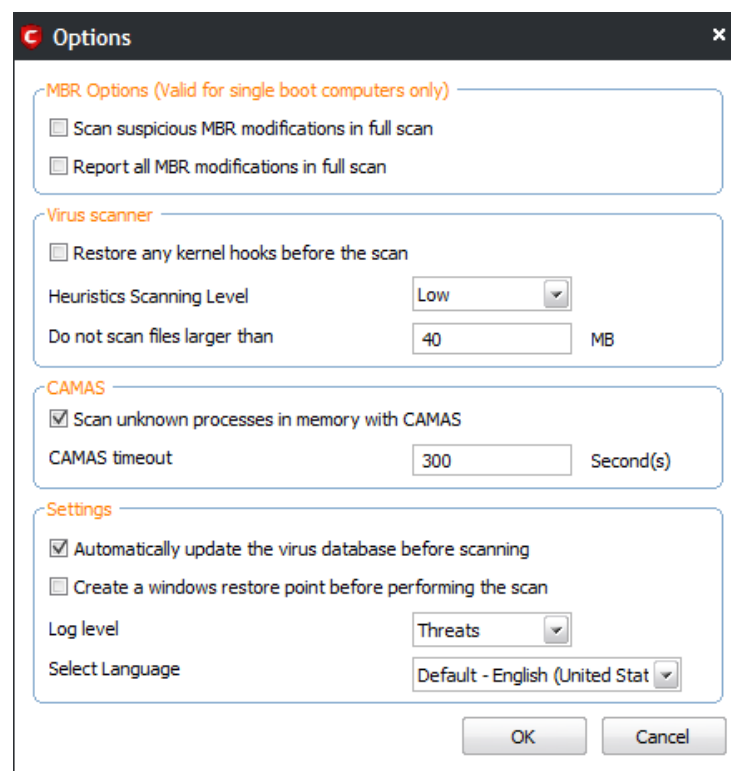 Options
MBR Options (Valid for single boot computers only)
Scan suspicious MBR modifications in full scan
Report all MBR modifications in full scan
Virus scanner
Restore any kernel hooks before the scan
Heuristics Scanning Level Low
Do not scan files larger than 40 MB
CAMAS
Scan unknown processes in memory with CAMAS
CAMAS timeout 300 Second(s)
Settings
Automatically update the virus database before scanning
Create a windows restore point before performing the scan
Log level Threats
Select Language Default - English (United Stat
OK Cancel